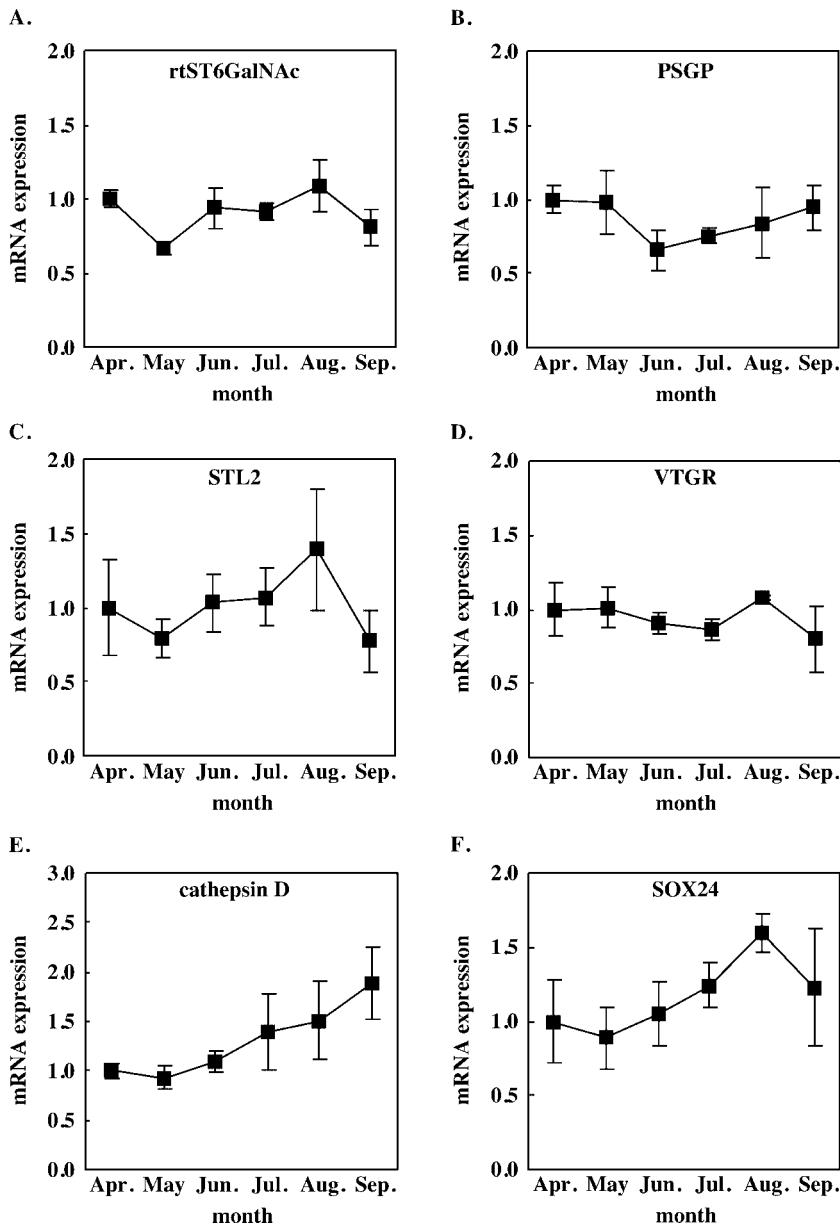 A.
rtST6GalNAc
mRNA expression
2.0
1.5
1.0
0.5
0.0
Apr. May Jun. Jul. Aug. Sep.
month
B.
PSGP
mRNA expression
2.0
1.5
1.0
0.5
0.0
Apr. May Jun. Jul. Aug. Sep.
month
C.
STL2
mRNA expression
2.0
1.5
1.0
0.5
0.0
Apr. May Jun. Jul. Aug. Sep.
month
D.
VTGR
mRNA expression
2.0
1.5
1.0
0.5
0.0
Apr. May Jun. Jul. Aug. Sep.
month
E.
cathepsin D
mRNA expression
3.0
2.5
2.0
1.5
1.0
0.5
0.0
Apr. May Jun. Jul. Aug. Sep.
month
F.
SOX24
mRNA expression
2.0
1.5
1.0
0.5
0.0
Apr. May Jun. Jul. Aug. Sep.
month